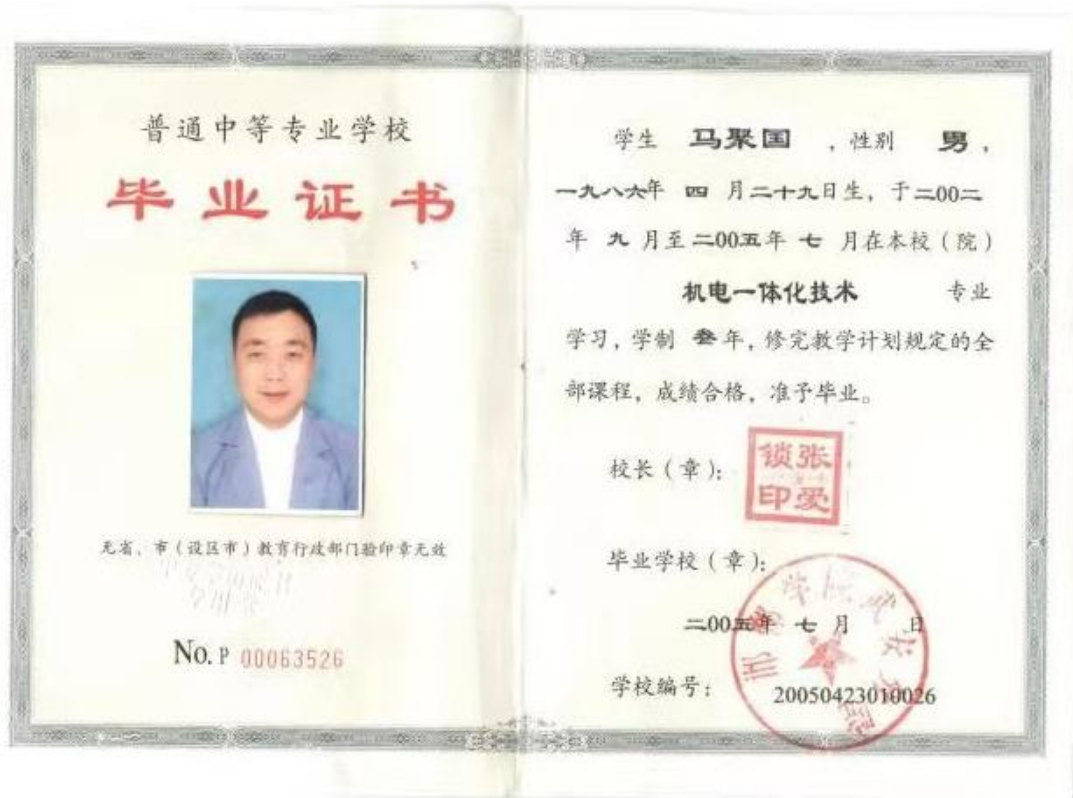 普通中等专业学校
毕业证书
无省、市（设区市）教育行政部门验印章无效
No. P 00063526
学生 马聚国 ，性别 男，
一九八六年 四 月二十九日生，于二00二
年 九 月至二00五年 七 月在本校（院）
机电一体化技术 专业
学习，学制 叁年，修完教学计划规定的全
部课程，成绩合格，准予毕业。
校长（章）：
张爱锁印
毕业学校（章）：
二00五年 七 月 日
学校编号： 20050423010026